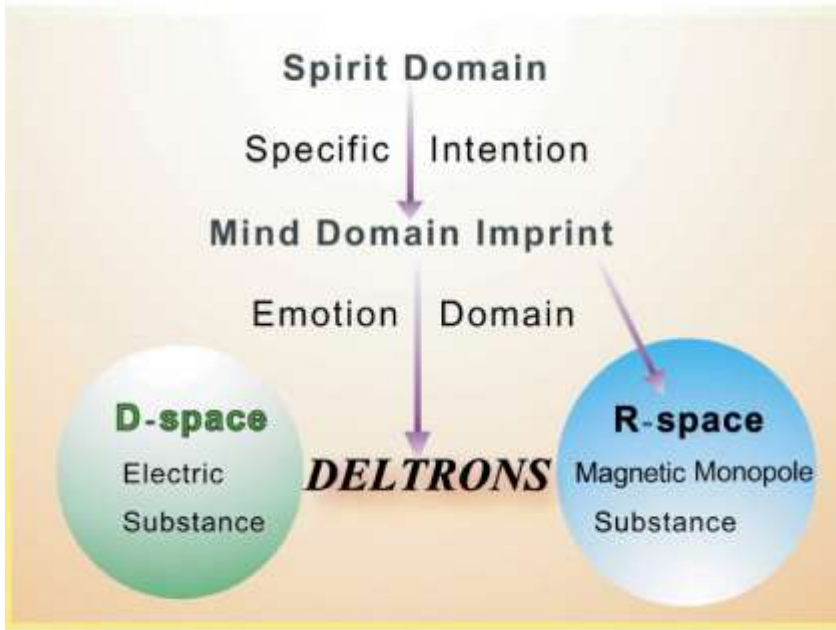 Spirit Domain
Specific Intention
Mind Domain Imprint
Emotion Domain
D-space
Electric
Substance
DELTRONS
R-space
Magnetic Monopole
Substance